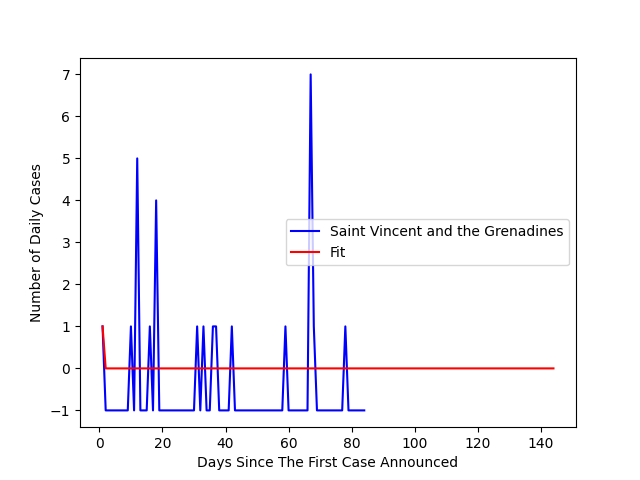 7
6
5
4
3
2
1
0
−1
Number of Daily Cases
Saint Vincent and the Grenadines
Fit
0 20 40 60 80 100 120 140
Days Since The First Case Announced